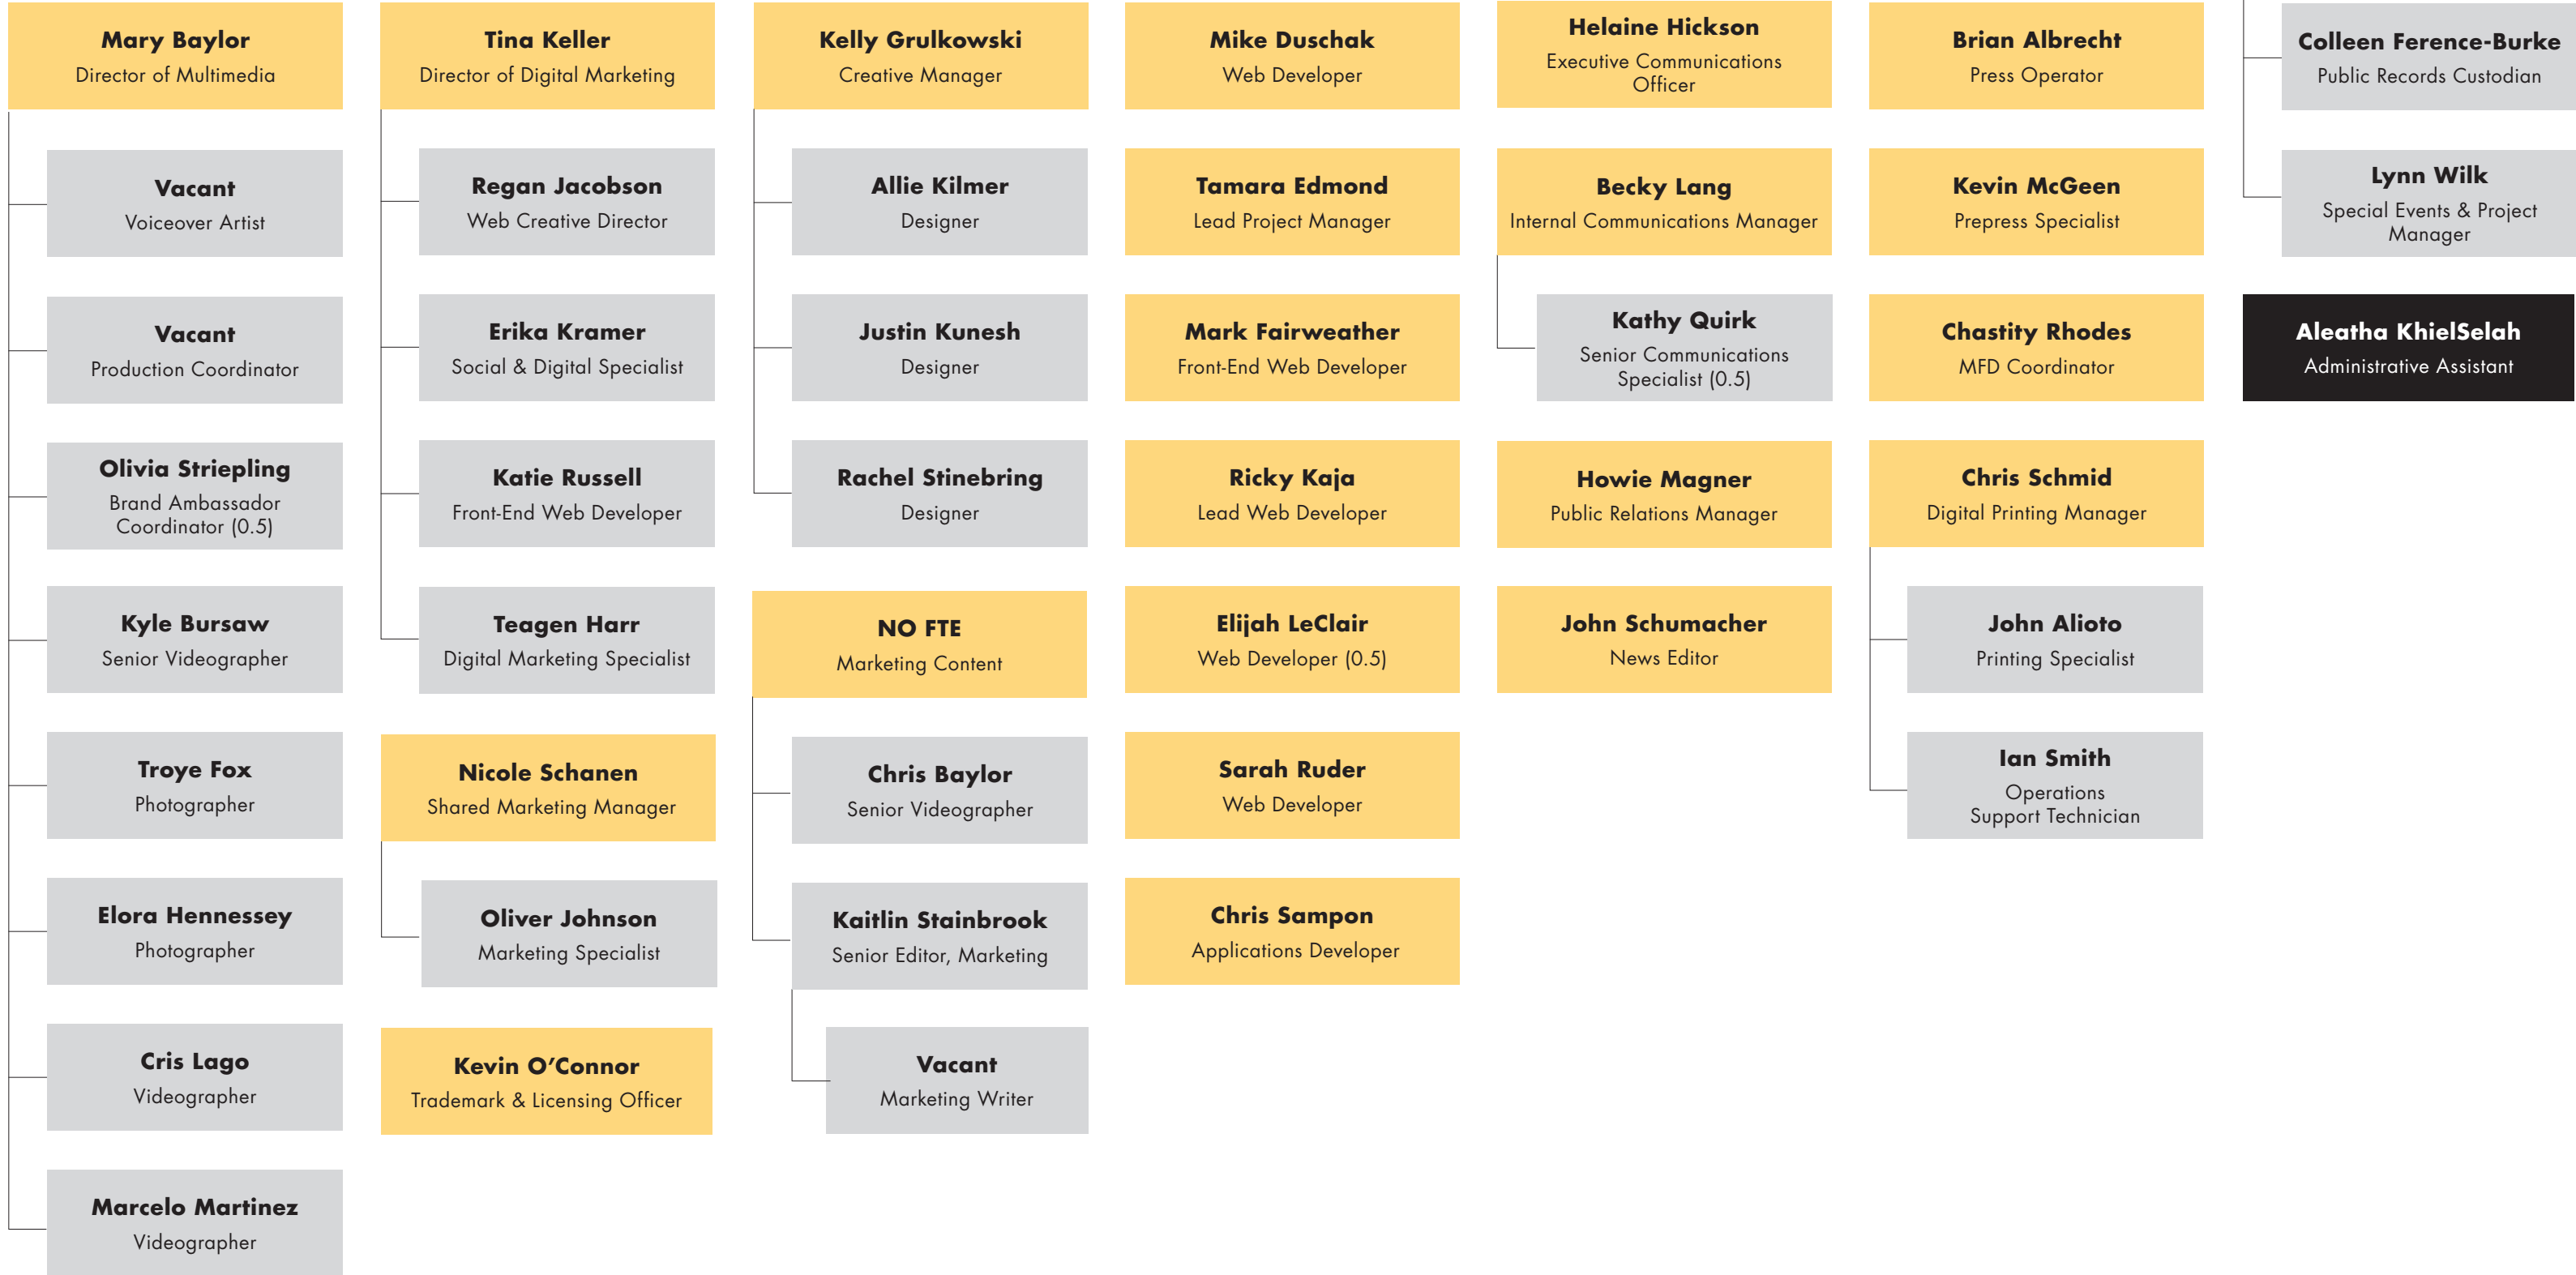 Mary Baylor
Director of Multimedia
Vacant
Voiceover Artist
Vacant
Production Coordinator
Olivia Striepling
Brand Ambassador
Coordinator (0.5)
Kyle Bursaw
Senior Videographer
Troye Fox
Photographer
Elora Hennessey
Photographer
Cris Lago
Videographer
Marcelo Martinez
Videographer
Tina Keller
Director of Digital Marketing
Regan Jacobson
Web Creative Director
Erika Kramer
Social & Digital Specialist
Katie Russell
Front-End Web Developer
Teagen Harr
Digital Marketing Specialist
Nicole Schanen
Shared Marketing Manager
Oliver Johnson
Marketing Specialist
Kevin O’Connor
Trademark & Licensing Officer
Kelly Grulkowski
Creative Manager
Allie Kilmer
Designer
Justin Kunesh
Designer
Rachel Stinebring
Designer
NO FTE
Marketing Content
Chris Baylor
Senior Videographer
Kaitlin Stainbrook
Senior Editor, Marketing
Vacant
Marketing Writer
Mike Duschak
Web Developer
Tamara Edmond
Lead Project Manager
Mark Fairweather
Front-End Web Developer
Ricky Kaja
Lead Web Developer
Elijah LeClair
Web Developer (0.5)
Sarah Ruder
Web Developer
Chris Sampon
Applications Developer
Helaine Hickson
Executive Communications
Officer
Becky Lang
Internal Communications Manager
Kathy Quirk
Senior Communications
Specialist (0.5)
Howie Magner
Public Relations Manager
John Schumacher
News Editor
Brian Albrecht
Press Operator
Kevin McGeen
Prepress Specialist
Chastity Rhodes
MFD Coordinator
Chris Schmid
Digital Printing Manager
John Alioto
Printing Specialist
Ian Smith
Operations
Support Technician
Colleen Ference-Burke
Public Records Custodian
Lynn Wilk
Special Events & Project
Manager
Aleatha KhielSelah
Administrative Assistant